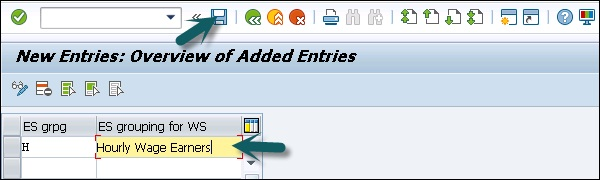 New Entries: Overview of Added Entries
ES grpg ES grouping for WS
H Hourly Wage Earners